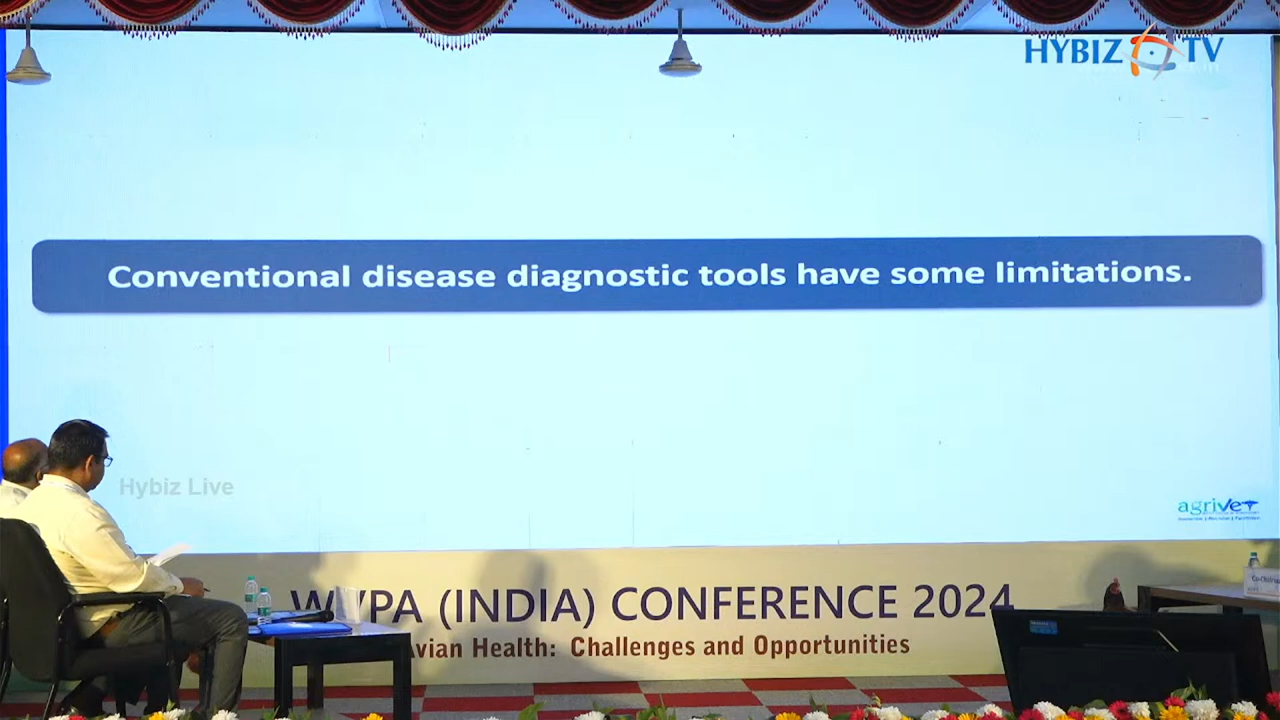 HYBIZ TV
Conventional disease diagnostic tools have some limitations.
Hybiz Live
agrivet
(INDIA) CONFERENCE 2024
Avian Health: Challenges and Opportunities